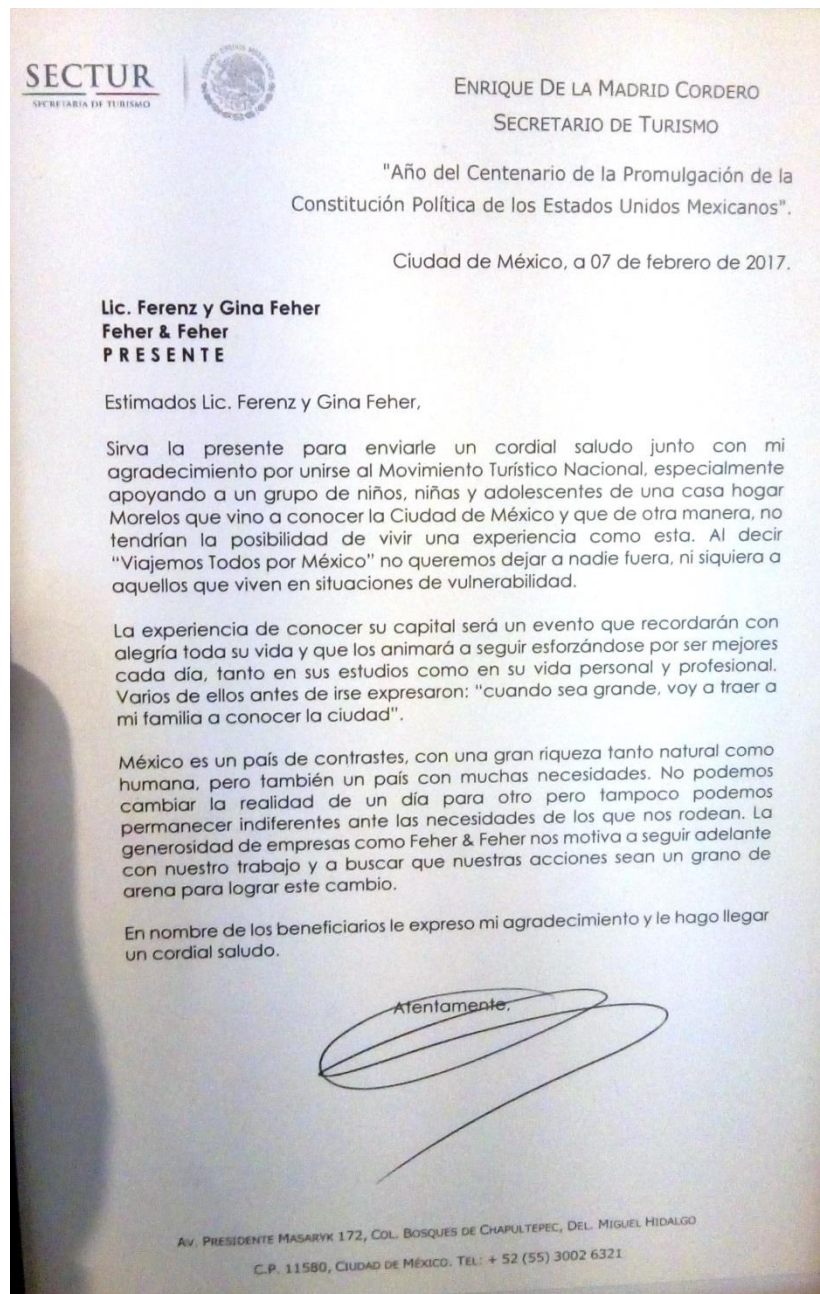 SECTUR
SECRETARÍA DE TURISMO
ENRIQUE DE LA MADRID CORDERO
SECRETARIO DE TURISMO
"Año del Centenario de la Promulgación de la
Constitución Política de los Estados Unidos Mexicanos".
Ciudad de México, a 07 de febrero de 2017.
Lic. Ferenz y Gina Feher
Feher & Feher
P R E S E N T E
Estimados Lic. Ferenz y Gina Feher,
Sirva la presente para enviarle un cordial saludo junto con mi
agradecimiento por unirse al Movimiento Turístico Nacional, especialmente
apoyando a un grupo de niños, niñas y adolescentes de una casa hogar
Morelos que vino a conocer la Ciudad de México y que de otra manera, no
tendrían la posibilidad de vivir una experiencia como esta. Al decir
"Viajemos Todos por México" no queremos dejar a nadie fuera, ni siquiera a
aquellos que viven en situaciones de vulnerabilidad.
La experiencia de conocer su capital será un evento que recordarán con
alegría toda su vida y que los animará a seguir esforzándose por ser mejores
cada día, tanto en sus estudios como en su vida personal y profesional.
Varios de ellos antes de irse expresaron: "cuando sea grande, voy a traer a
mi familia a conocer la ciudad".
México es un país de contrastes, con una gran riqueza tanto natural como
humana, pero también un país con muchas necesidades. No podemos
cambiar la realidad de un día para otro pero tampoco podemos
permanecer indiferentes ante las necesidades de los que nos rodean. La
generosidad de empresas como Feher & Feher nos motiva a seguir adelante
con nuestro trabajo y a buscar que nuestras acciones sean un grano de
arena para lograr este cambio.
En nombre de los beneficiarios le expreso mi agradecimiento y le hago llegar
un cordial saludo.
Atentamente,
AV. PRESIDENTE MASARYK 172, COL. BOSQUES DE CHAPULTEPEC, DEL. MIGUEL HIDALGO
C.P. 11580, CIUDAD DE MÉXICO. TEL: + 52 (55) 3002 6321